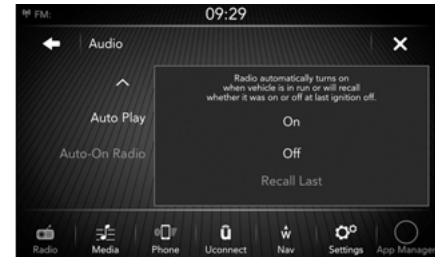 FM:
09:29
Audio
Radio automatically turns on
when vehicle is in run or will recall
whether it was on or off at last ignition off.
Auto Play
On
Auto-On Radio
Off
Recall Last
Radio
Media
Phone
Uconnect
Nav
Settings
App Manager